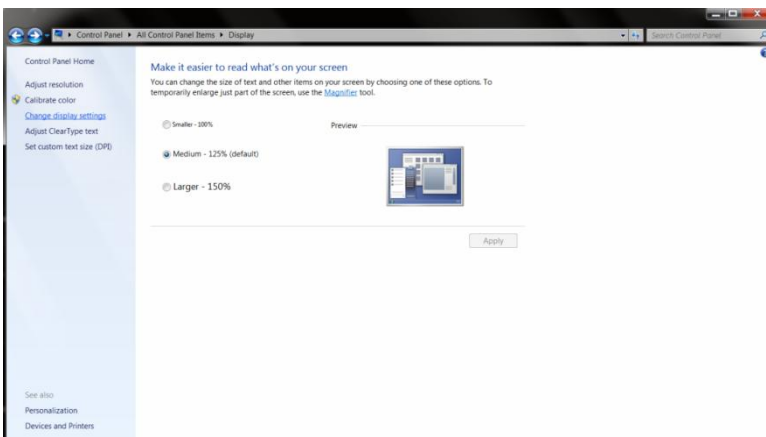 Control Panel ▸ All Control Panel Items ▸ Display
Search Control Panel
Control Panel Home
Adjust resolution
Calibrate color
Change display settings
Adjust ClearType text
Set custom text size (DPI)
Make it easier to read what's on your screen
You can change the size of text and other items on your screen by choosing one of these options. To
temporarily enlarge just part of the screen, use the Magnifier tool.
Smaller - 100%
Preview
Medium - 125% (default)
Larger - 150%
Apply
See also
Personalization
Devices and Printers